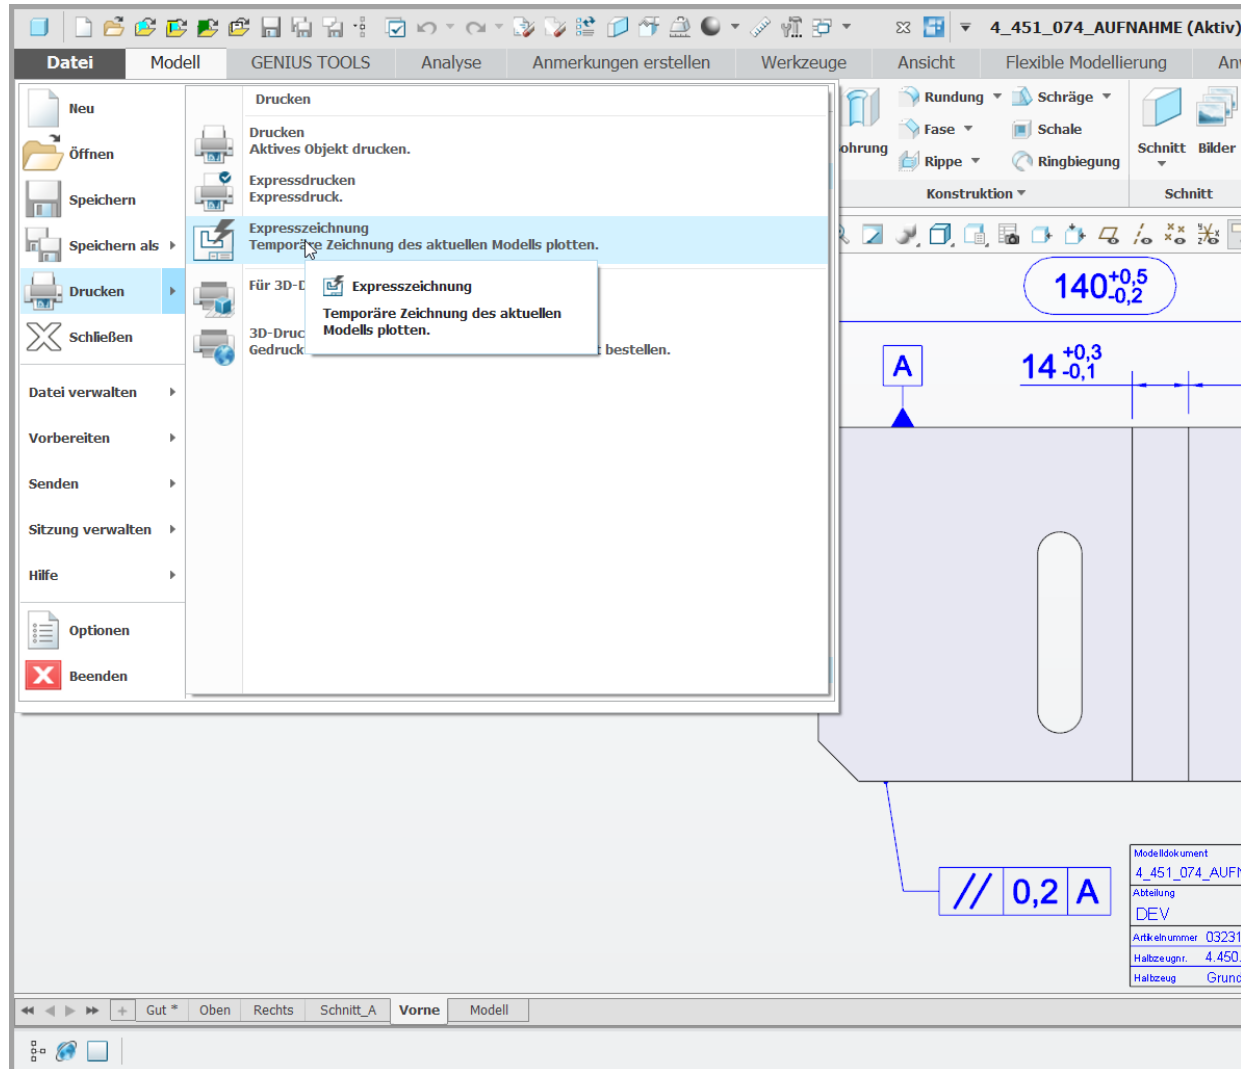 4_451_074_AUFNAHME (Aktiv)
Datei
Modell
GENIUS TOOLS
Analyse
Anmerkungen erstellen
Werkzeuge
Ansicht
Flexible Modellierung
Neu
Öffnen
Speichern
Speichern als
Drucken
Schließen
Datei verwalten
Vorbereiten
Senden
Sitzung verwalten
Hilfe
Optionen
Beenden
Drucken
Drucken
Aktives Objekt drucken.
Expressdrucken
Expressdruck.
Expresszeichnung
Temporäre Zeichnung des aktuellen Modells plotten.
Für 3D-D
3D-Druc
Gedruck
t bestellen.
Expresszeichnung
Temporäre Zeichnung des aktuellen
Modells plotten.
ohrung
Rundung
Fase
Rippe
Schräge
Schale
Ringbiegung
Konstruktion
Schnitt
Bilder
Schnitt
140 +0,5 -0,2
14 +0,3 -0,1
A
// 0,2 A
Modelldokument
4_451_074_AUFN
Abteilung
DEV
Artikelnummer 03231
Halbzeugnr. 4.450.
Halbzeug Grund
Gut *
Oben
Rechts
Schnitt_A
Vorne
Modell